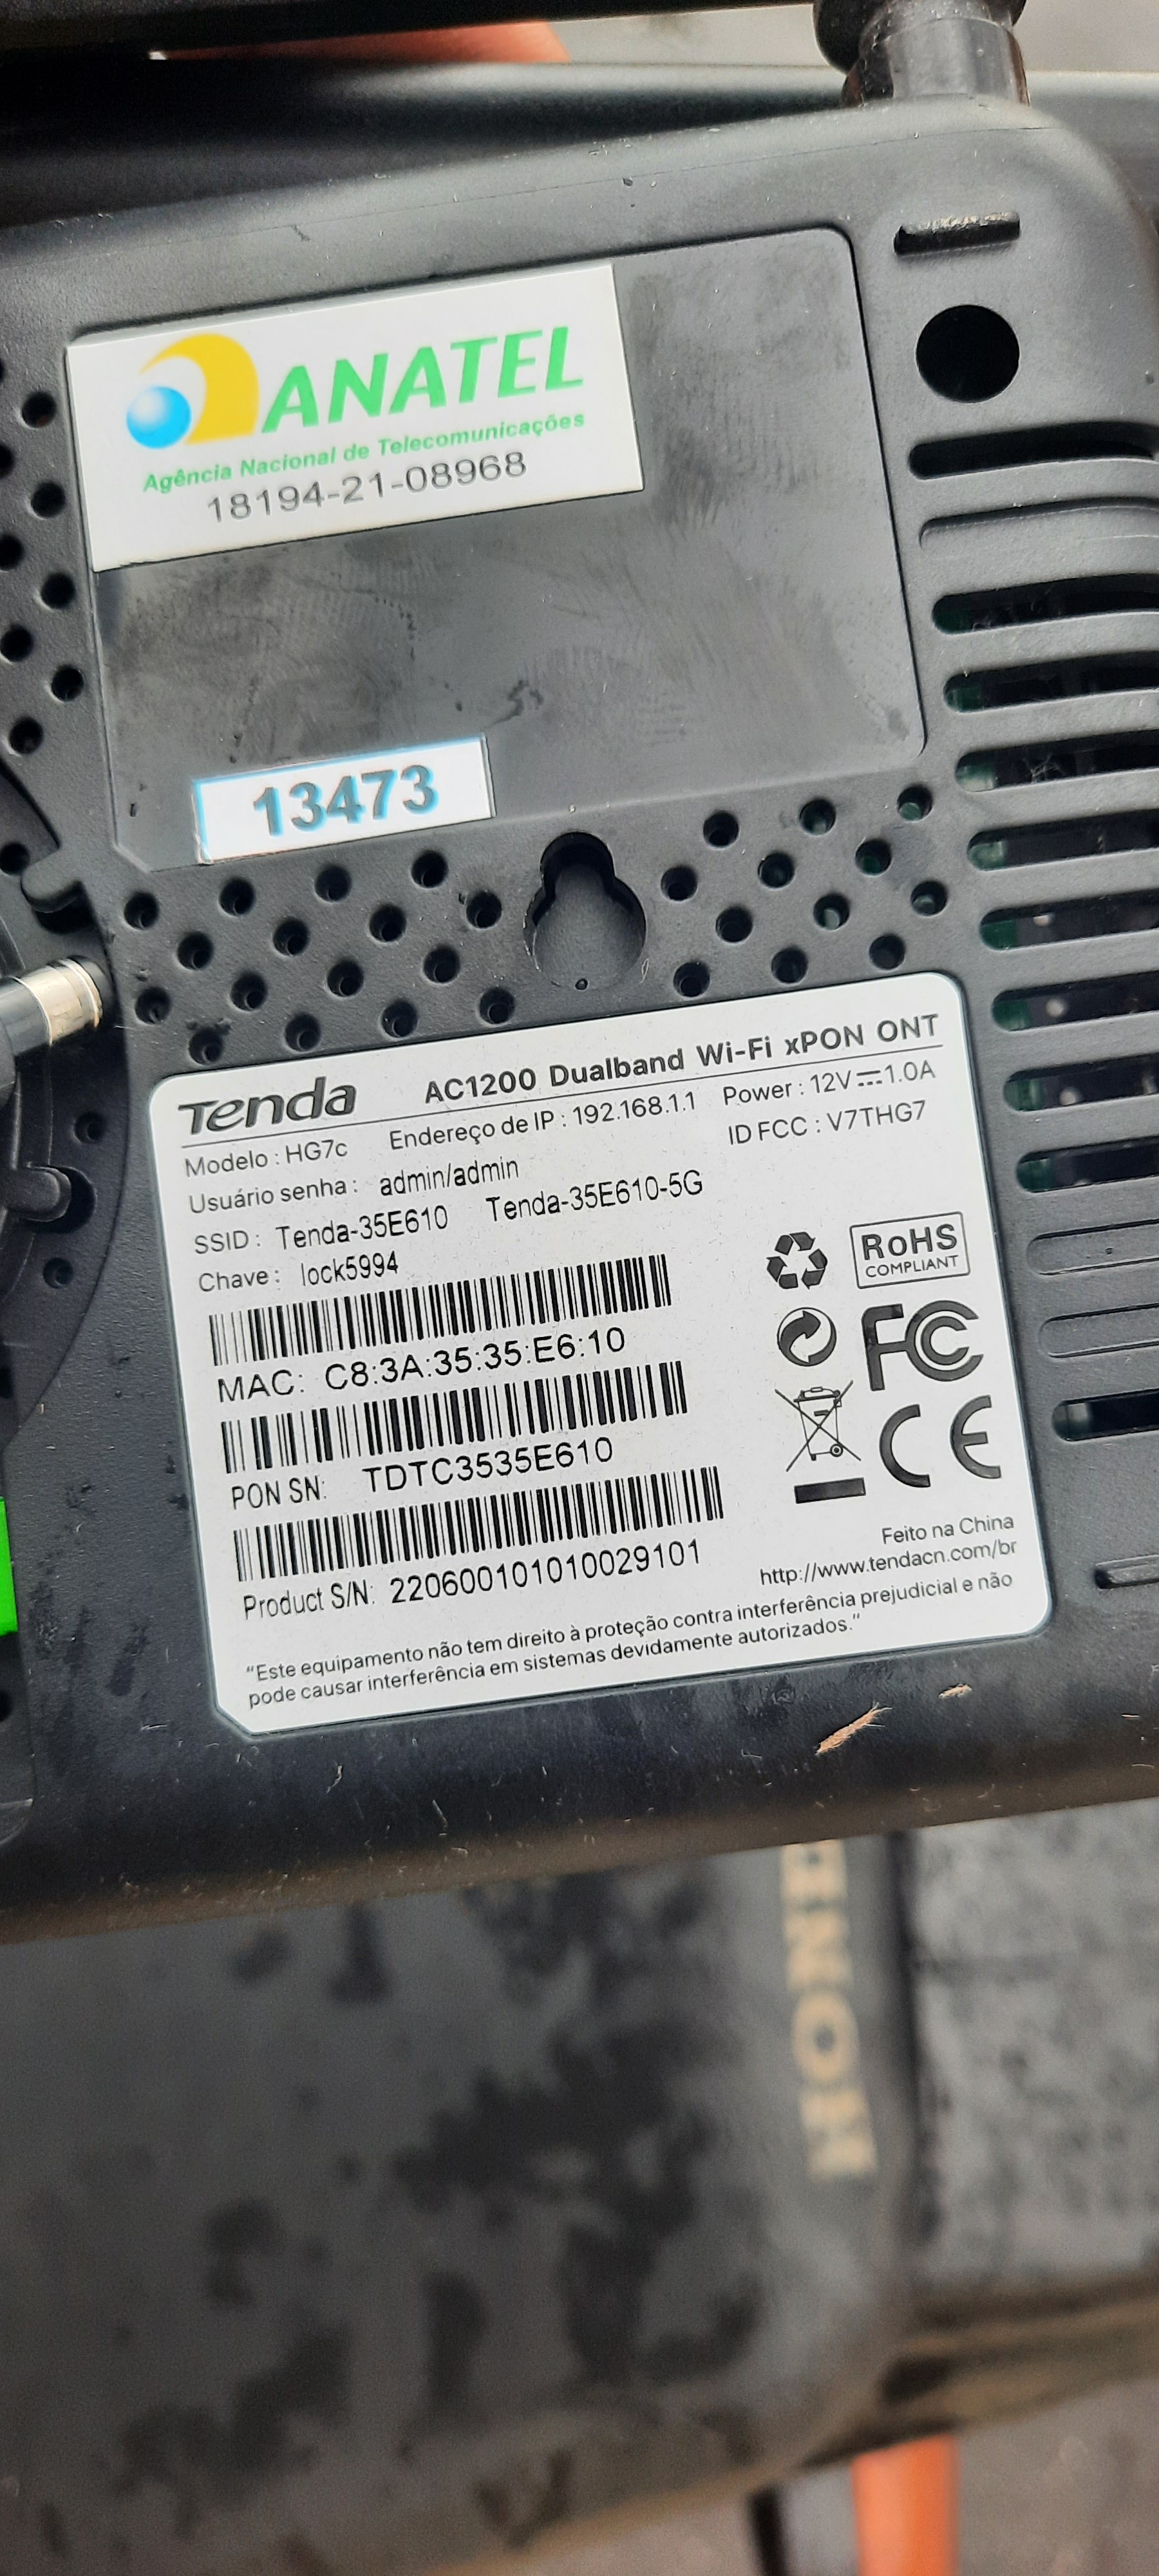 ANATEL
Agência Nacional de Telecomunicações
18194-21-08968
13473
Tenda AC1200 Dualband Wi-Fi xPON ONT
Modelo : HG7c Endereço de IP : 192.168.1.1 Power : 12V⎓1.0A
Usuário senha : admin/admin ID FCC : V7THG7
SSID : Tenda-35E610 Tenda-35E610-5G
Chave : lock5994
RoHS
COMPLIANT
MAC: C8:3A:35:35:E6:10
FC
PON SN: TDTC3535E610
CE
Product S/N: 220600101010029101
Feito na China
http://www.tendacn.com/br
“Este equipamento não tem direito à proteção contra interferência prejudicial e não
pode causar interferência em sistemas devidamente autorizados.”